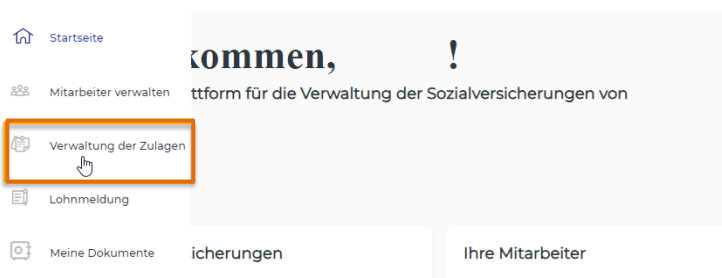 Startseite
kommen, !
Mitarbeiter verwalten
ttform für die Verwaltung der Sozialversicherungen von
Verwaltung der Zulagen
Lohnmeldung
Meine Dokumente
icherungen
Ihre Mitarbeiter